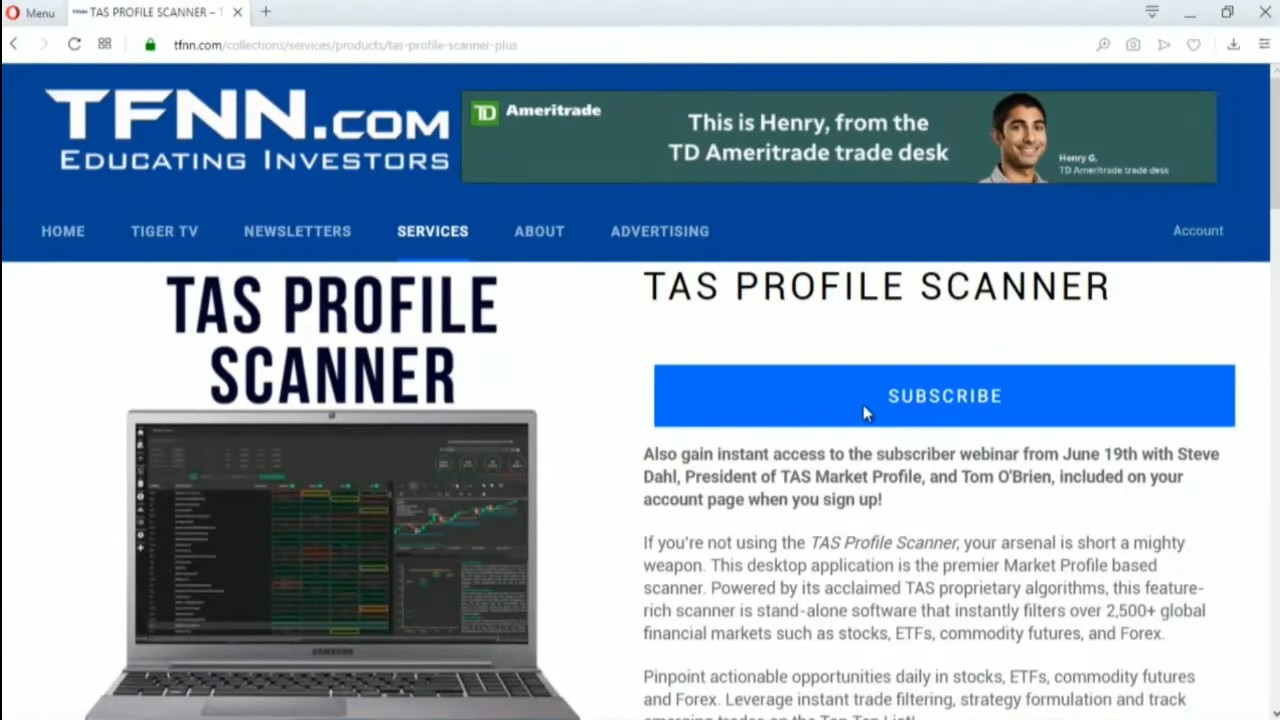 Menu
TAS PROFILE SCANNER –
tfnn.com/collections/services/products/tas-profile-scanner-plus
TFNN.COM
EDUCATING INVESTORS
TD Ameritrade
This is Henry, from the
TD Ameritrade trade desk
Henry G.
TD Ameritrade trade desk
HOME
TIGER TV
NEWSLETTERS
SERVICES
ABOUT
ADVERTISING
Account
TAS PROFILE
SCANNER
SAMSUNG
TAS PROFILE SCANNER
SUBSCRIBE
Also gain instant access to the subscriber webinar from June 19th with Steve
Dahl, President of TAS Market Profile, and Tom O'Brien, included on your
account page when you sign up!
If you're not using the TAS Profile Scanner, your arsenal is short a mighty
weapon. This desktop application is the premier Market Profile based
scanner. Powered by its acclaimed TAS proprietary algorithms, this feature-
rich scanner is stand-alone software that instantly filters over 2,500+ global
financial markets such as stocks, ETFs, commodity futures, and Forex.
Pinpoint actionable opportunities daily in stocks, ETFs, commodity futures
and Forex. Leverage instant trade filtering, strategy formulation and track
emerging trades on the Top Ten List!